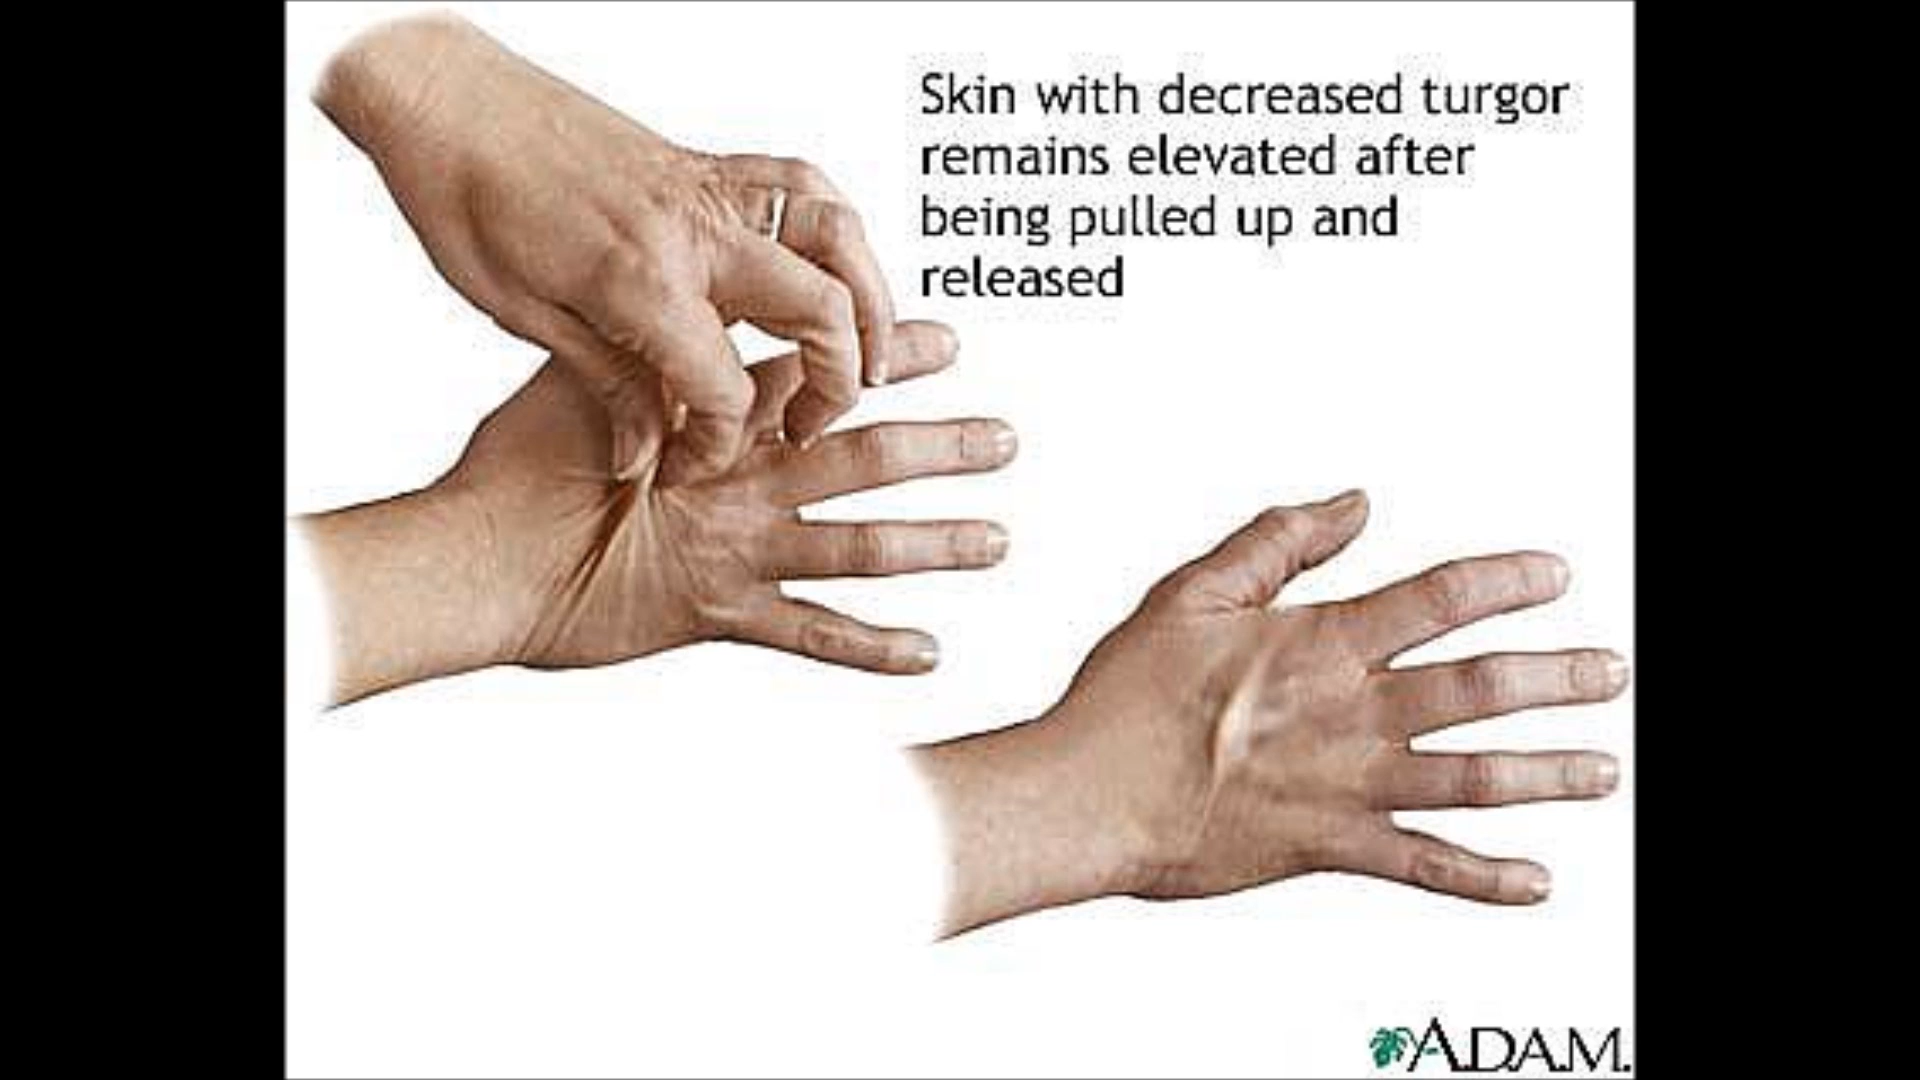 Skin with decreased turgor
remains elevated after
being pulled up and
released
A.D.A.M.